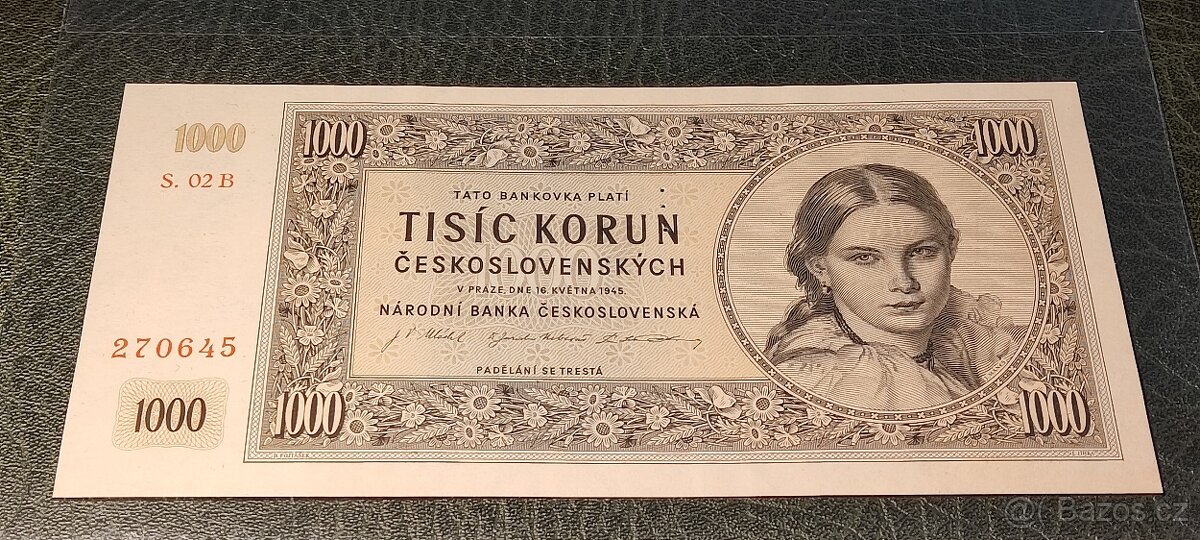 1000
S. 02 B
270645
1000
1000
1000
TATO BANKOVKA PLATÍ
TISÍC KORUN
ČESKOSLOVENSKÝCH
V PRAZE, DNE 16. KVĚTNA 1945.
NÁRODNÍ BANKA ČESKOSLOVENSKÁ
PADĚLÁNÍ SE TRESTÁ
1000
1000
Bazos.cz